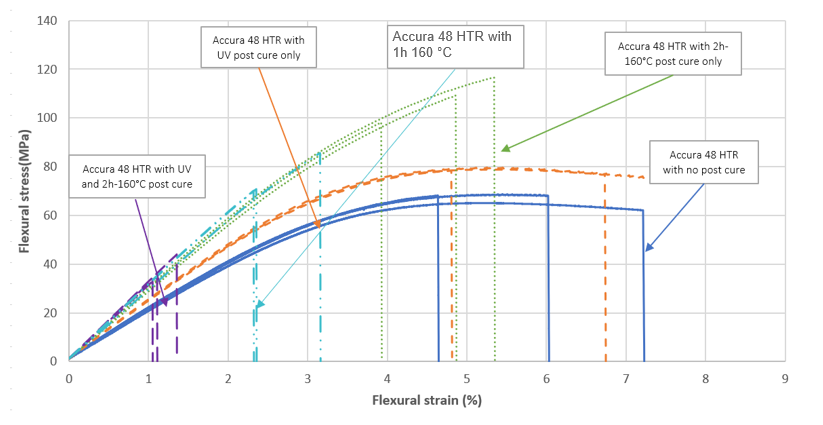 140
120
100
80
60
40
20
0
0 1 2 3 4 5 6 7 8 9
Flexural stress(MPa)
Flexural strain (%)
Accura 48 HTR with
UV post cure only
Accura 48 HTR with
1h 160 °C
Accura 48 HTR with 2h-
160°C post cure only
Accura 48 HTR
with no post cure
Accura 48 HTR with UV
and 2h-160°C post cure